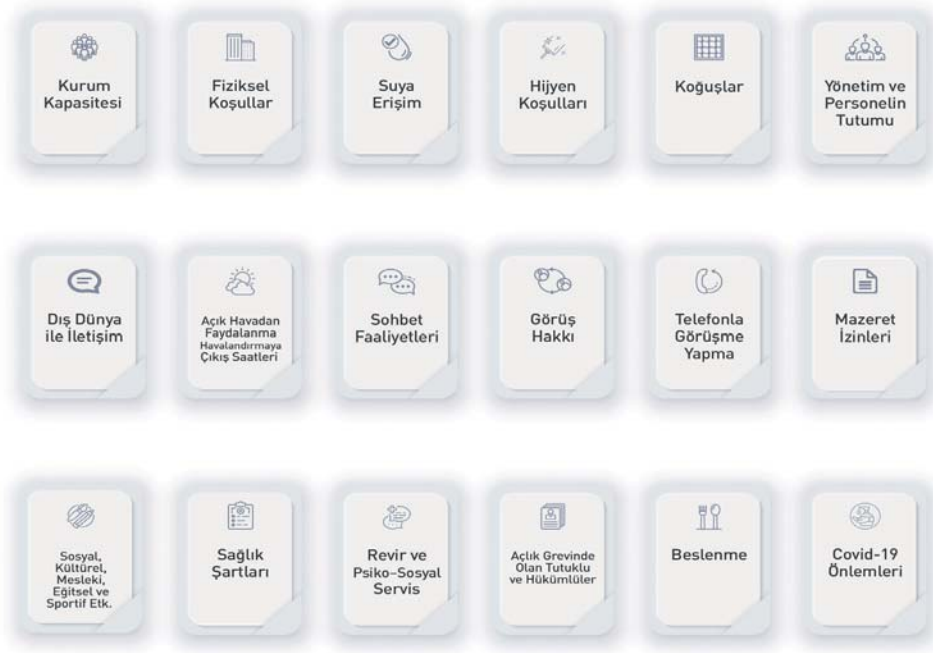 Kurum
Kapasitesi
Fiziksel
Koşullar
Suya
Erişim
Hijyen
Koşulları
Koğuşlar
Yönetim ve
Personelin
Tutumu
Dış Dünya
ile İletişim
Açık Havadan
Faydalanma
Havalandırmaya
Çıkış Saatleri
Sohbet
Faaliyetleri
Görüş
Hakkı
Telefonla
Görüşme
Yapma
Mazeret
İzinleri
Sosyal,
Kültürel,
Mesleki,
Eğitsel ve
Sportif Etk.
Sağlık
Şartları
Revir ve
Psiko-Sosyal
Servis
Açlık Grevinde
Olan Tutuklu
ve Hükümlüler
Beslenme
Covid-19
Önlemleri